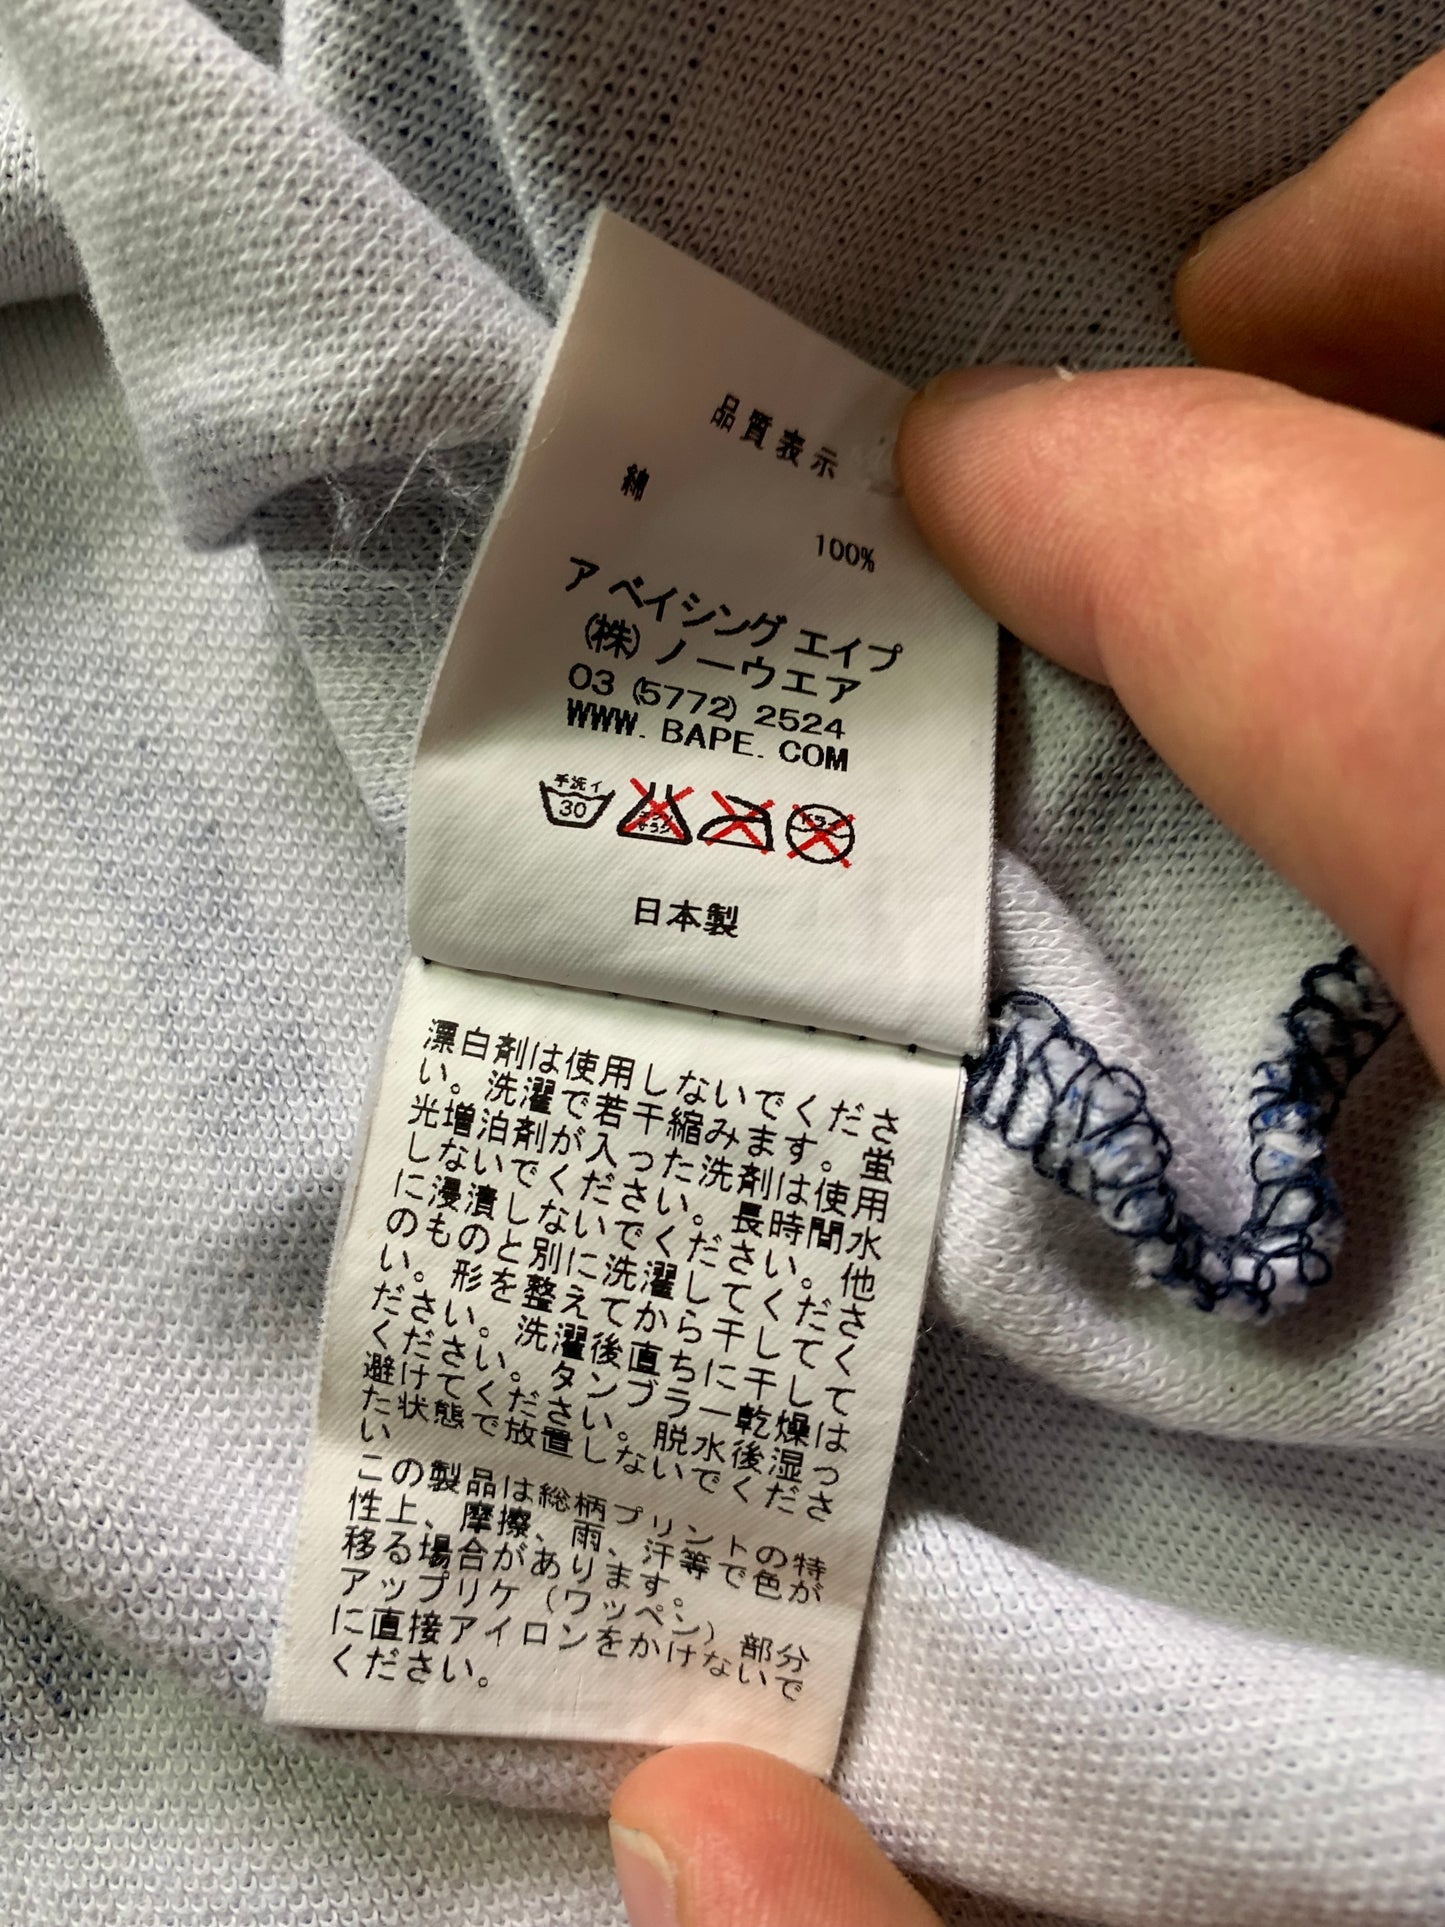 品質表示
綿
100%
ア ベイシング エイプ
(株) ノーウエア
03 (5772) 2524
WWW. BAPE. COM
手洗イ
30
ドライ
日本製
漂白剤は使用しないでくださ
い。洗濯で若干縮みます。蛍
光増泊剤が入った洗剤は使用
しないでください。長時間水
に浸漬しないでください。他
のものと別に洗濯してくださ
い。形を整えてから干してく
ださい。洗濯後直ちに干して
ください。タンブラー乾燥は
避けてください。脱水後湿っ
た状態で放置しないでくださ
い
この製品は総柄プリントの特
性上、摩擦、雨、汗等で色が
移る場合があります。
アップリケ（ワッペン）部分
に直接アイロンをかけないで
ください。